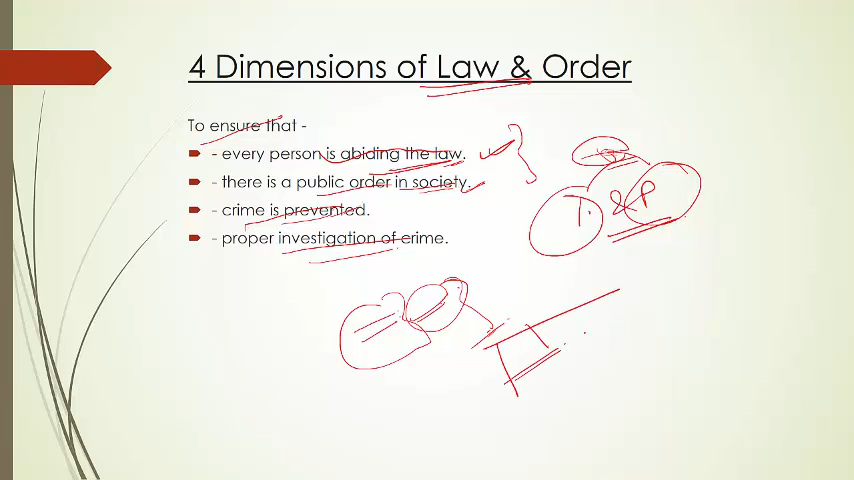 4 Dimensions of Law & Order
To ensure that -
- every person is abiding the law.
- there is a public order in society.
- crime is prevented.
- proper investigation of crime.
T. & P